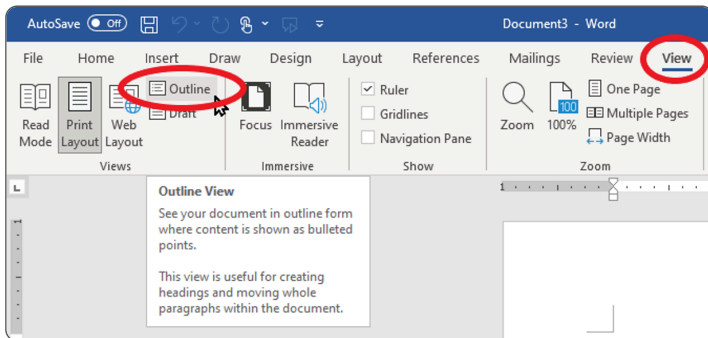 AutoSave Off Document3 - Word
File Home Insert Draw Design Layout References Mailings Review View
Read Mode
Print Layout
Web Layout
Outline
Draft
Views
Focus
Immersive Reader
Immersive
Ruler
Gridlines
Navigation Pane
Show
Zoom
100
100%
One Page
Multiple Pages
Page Width
Zoom
L
1
1
Outline View
See your document in outline form
where content is shown as bulleted
points.
This view is useful for creating
headings and moving whole
paragraphs within the document.